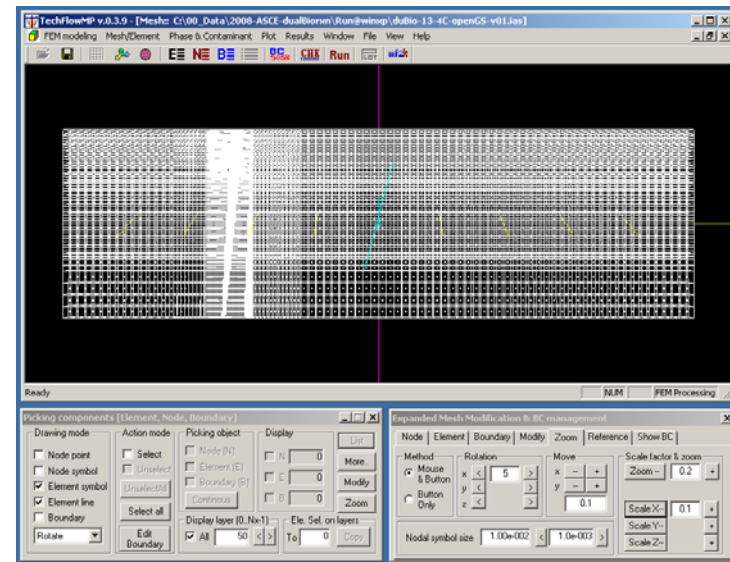 TechFlowMP v.0.3.9 - [Mesh: C:\00_Data\2008-ASCE-dualBiorxn\Run@winxp\duBio-13-4C-openGS-v01.ias]
FEM modeling Mesh/Element Phase & Contaminant Plot Results Window File View Help
E N B CHK Run
Ready NUM FEM Processing
Picking components [Element, Node, Boundary]
Drawing mode
Node point
Node symbol
Element symbol
Element line
Boundary
Rotate
Action mode
Select
Unselect
UnselectAll
Select all
Edit Boundary
Picking object
Node (N)
Element (E)
Boundary (B)
Continous
Display
N 0
E 0
B 0
List
More..
Modify
Zoom
Display layer (0..Nx-1)
All 50 < >
Ele. Sel. on layers
To 0 Copy
Expanded Mesh Modification & BC management
Node Element Boundary Modify Zoom Reference Show BC
Method
Mouse & Button
Button Only
Rotation
x < 5 >
y < >
z < >
Move
x - +
y - +
0.1
Scale factor & zoom
Zoom -- 0.2 +
Scale X-- 0.1 +
Scale Y-- +
Scale Z-- +
Nodal symbol size 1.00e-002 < 1.0e-003 >